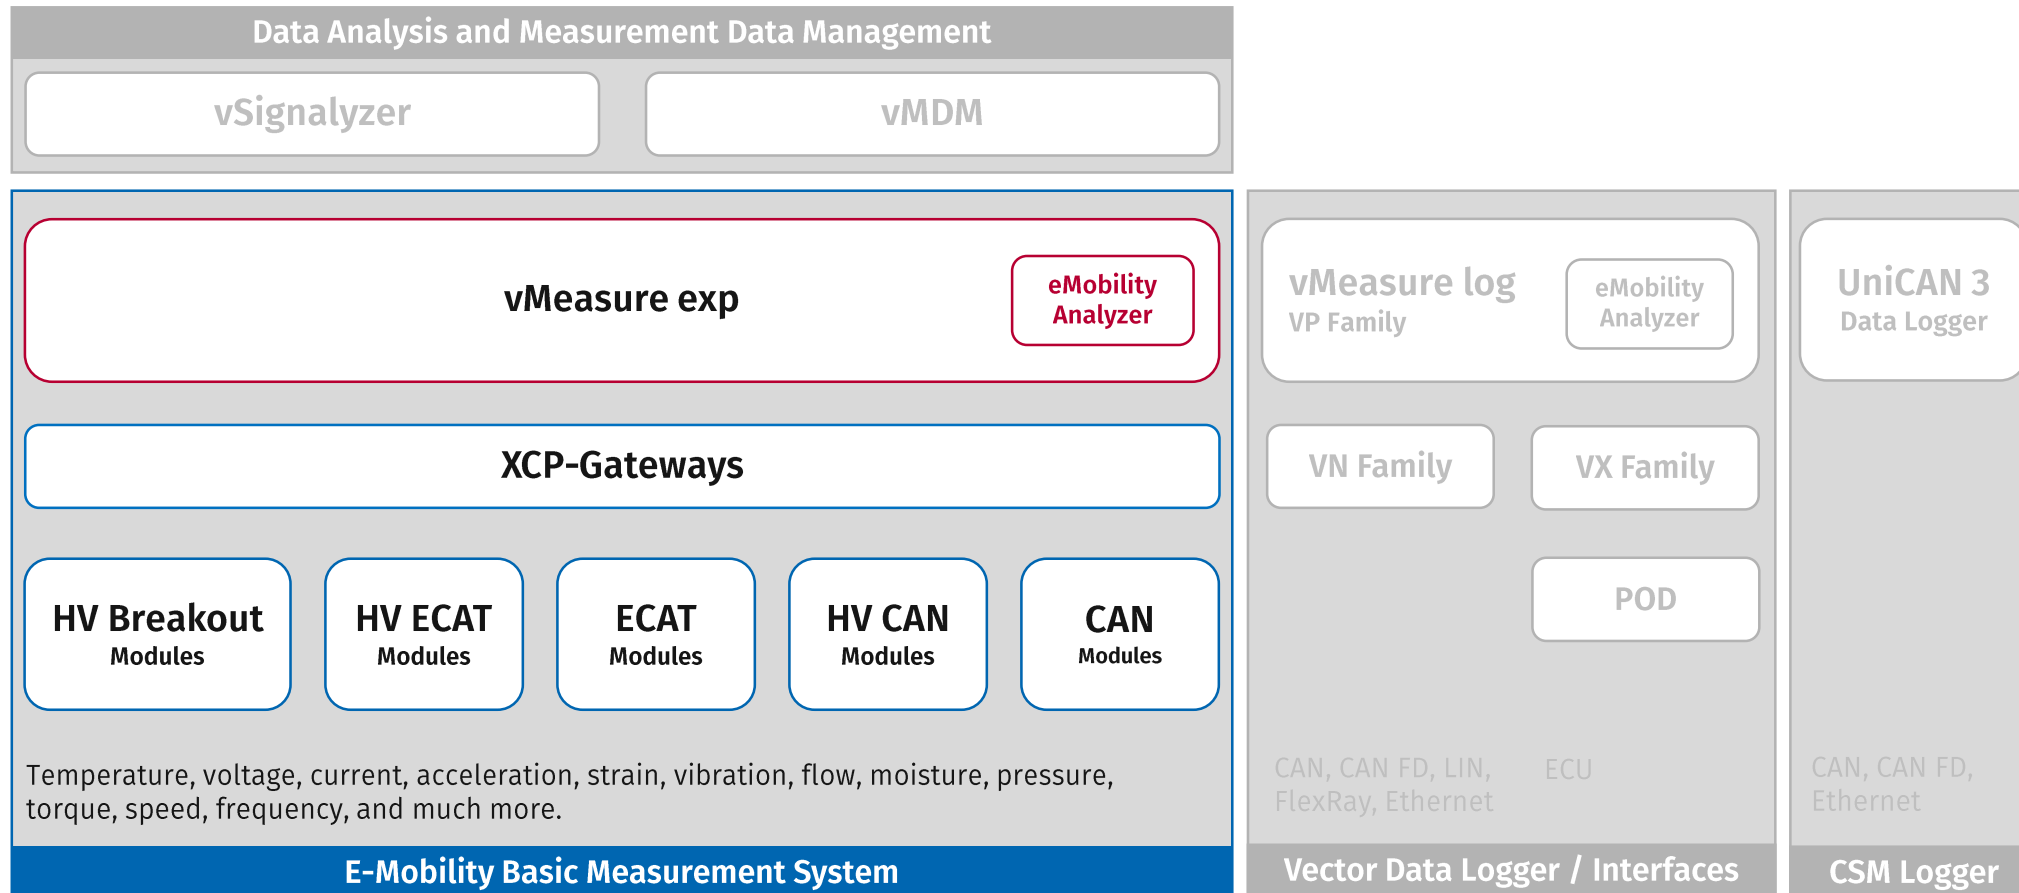 Data Analysis and Measurement Data Management
vSignalyzer
vMDM
vMeasure exp
eMobility
Analyzer
XCP-Gateways
HV Breakout
Modules
HV ECAT
Modules
ECAT
Modules
HV CAN
Modules
CAN
Modules
Temperature, voltage, current, acceleration, strain, vibration, flow, moisture, pressure,
torque, speed, frequency, and much more.
E-Mobility Basic Measurement System
vMeasure log
VP Family
eMobility
Analyzer
VN Family
VX Family
POD
CAN, CAN FD, LIN,
FlexRay, Ethernet
ECU
Vector Data Logger / Interfaces
UniCAN 3
Data Logger
CAN, CAN FD,
Ethernet
CSM Logger